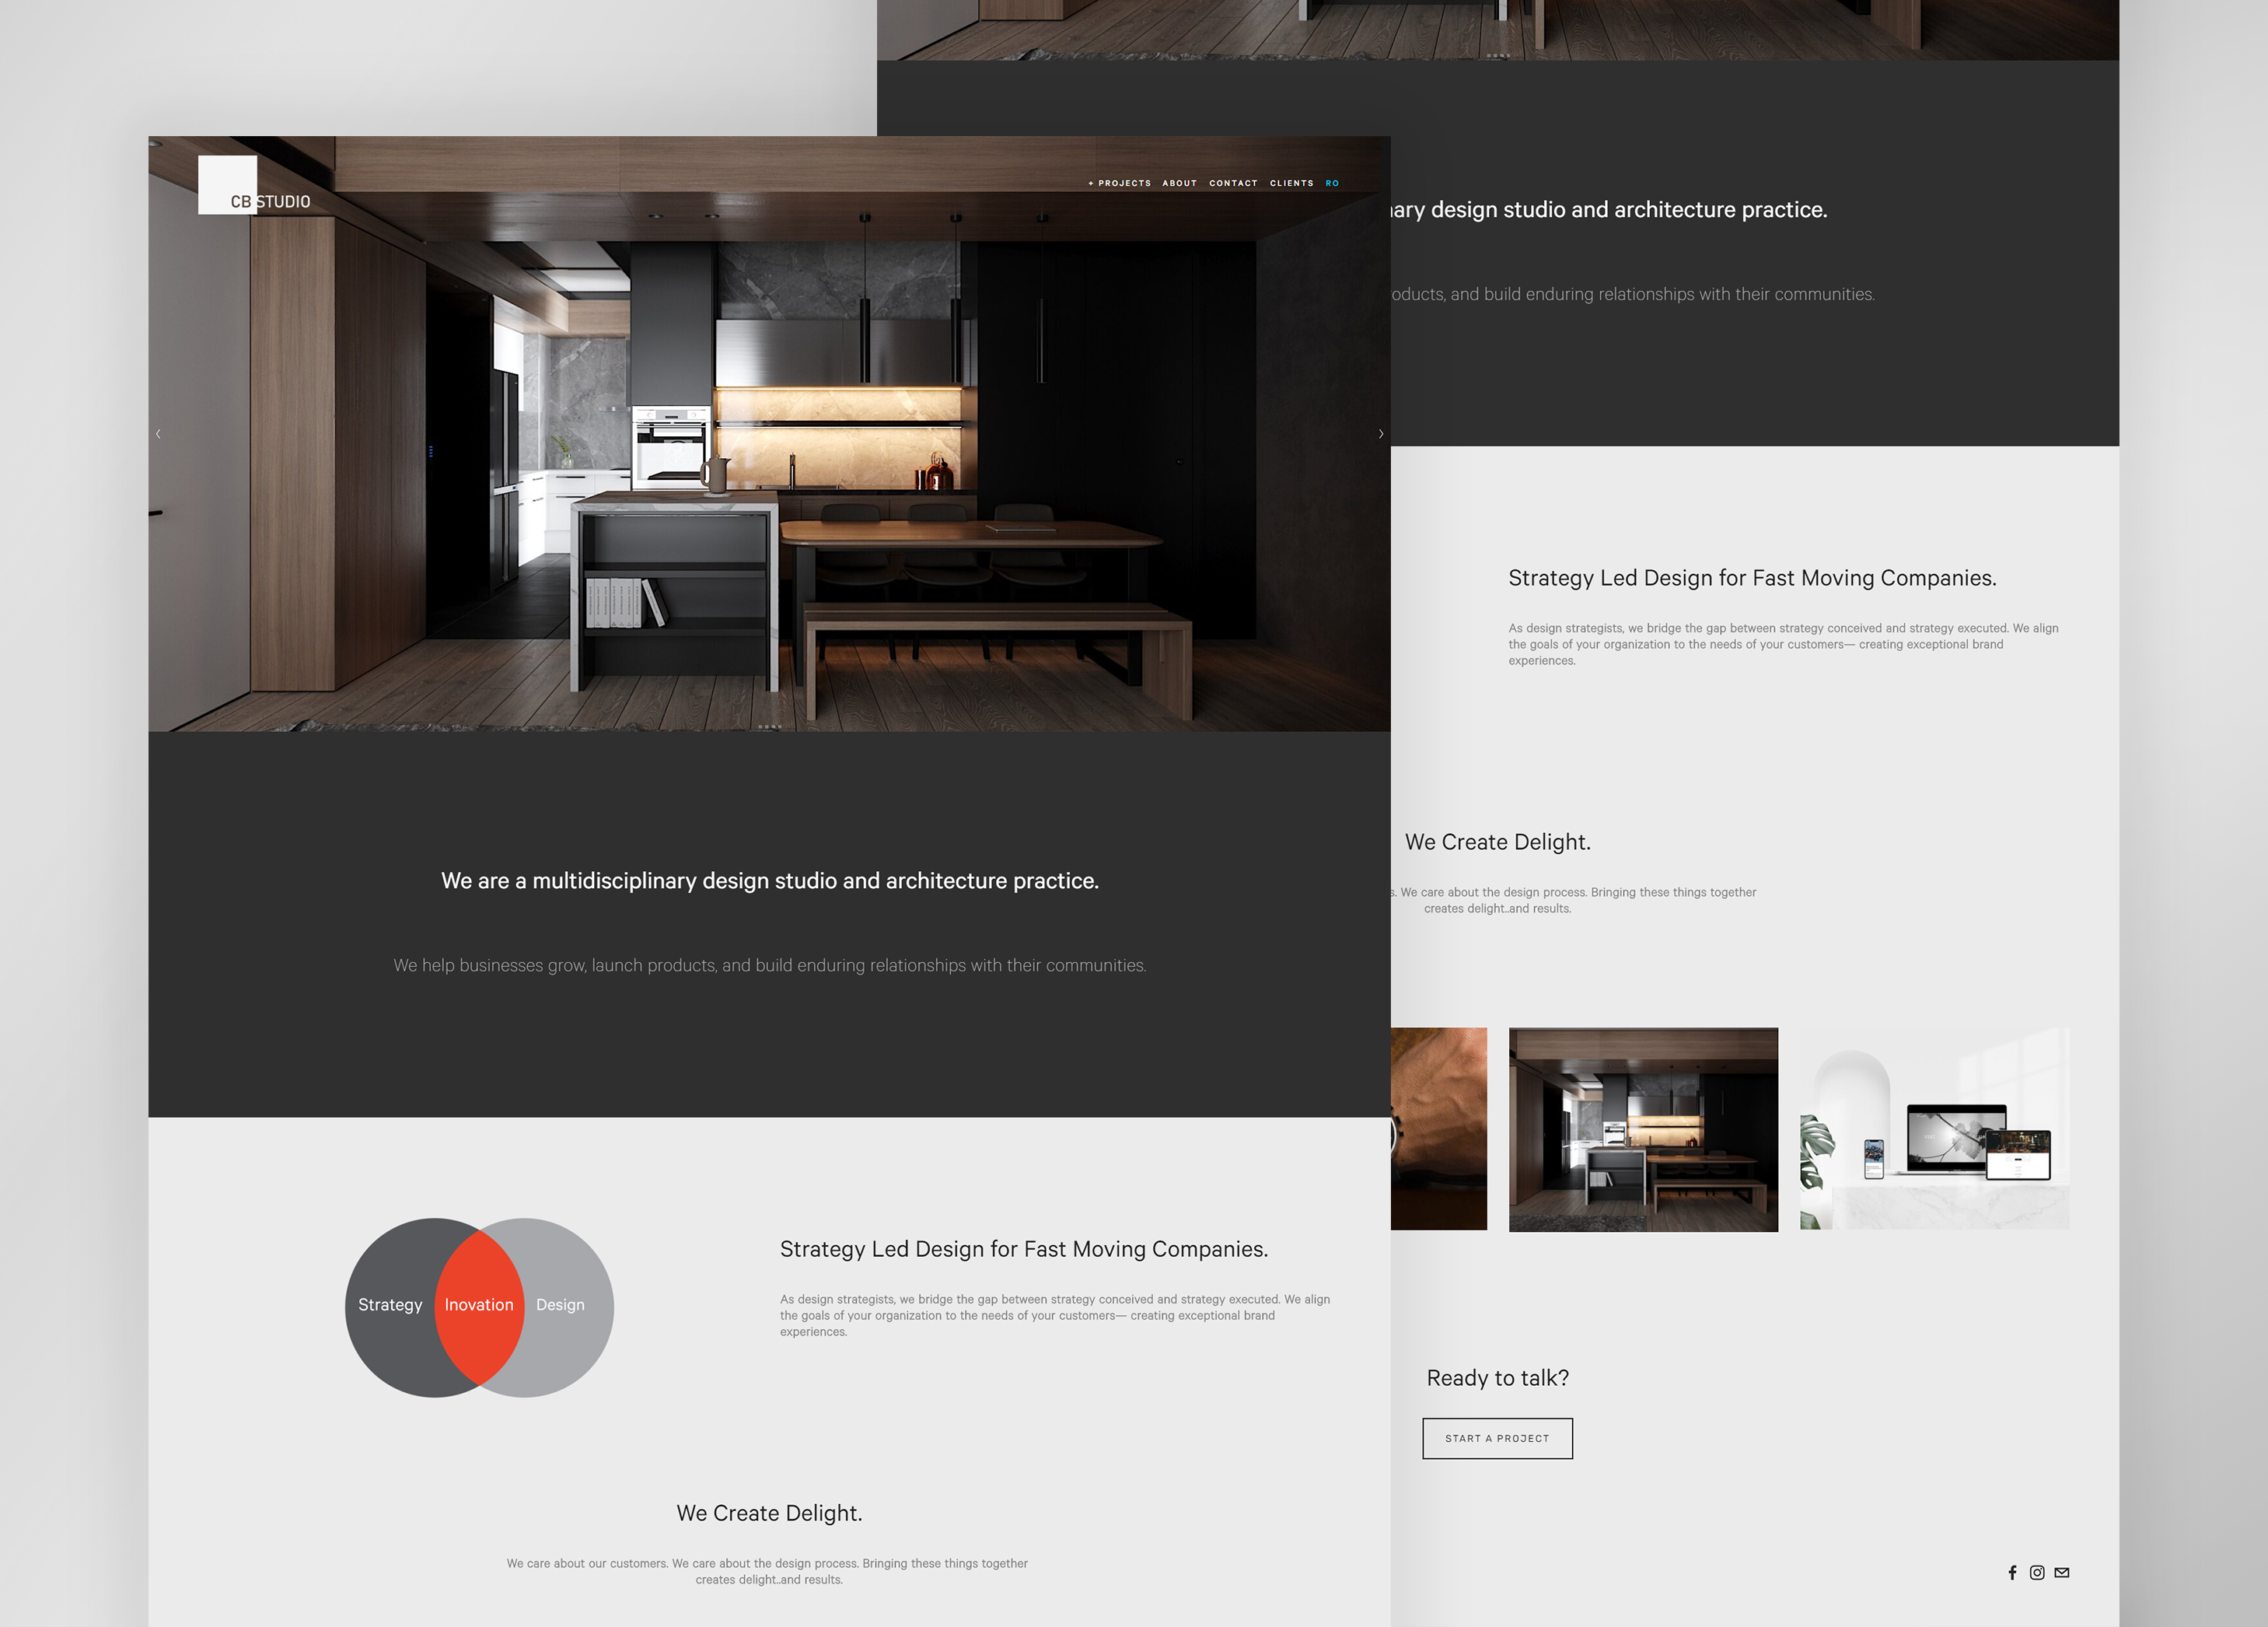 CB STUDIO
+ PROJECTS ABOUT CONTACT CLIENTS RO
We are a multidisciplinary design studio and architecture practice.
We help businesses grow, launch products, and build enduring relationships with their communities.
Strategy Inovation Design
Strategy Led Design for Fast Moving Companies.
As design strategists, we bridge the gap between strategy conceived and strategy executed. We align
the goals of your organization to the needs of your customers— creating exceptional brand
experiences.
We Create Delight.
We care about our customers. We care about the design process. Bringing these things together
creates delight..and results.
ary design studio and architecture practice.
oducts, and build enduring relationships with their communities.
Strategy Led Design for Fast Moving Companies.
As design strategists, we bridge the gap between strategy conceived and strategy executed. We align
the goals of your organization to the needs of your customers— creating exceptional brand
experiences.
We Create Delight.
s. We care about the design process. Bringing these things together
creates delight..and results.
Ready to talk?
START A PROJECT